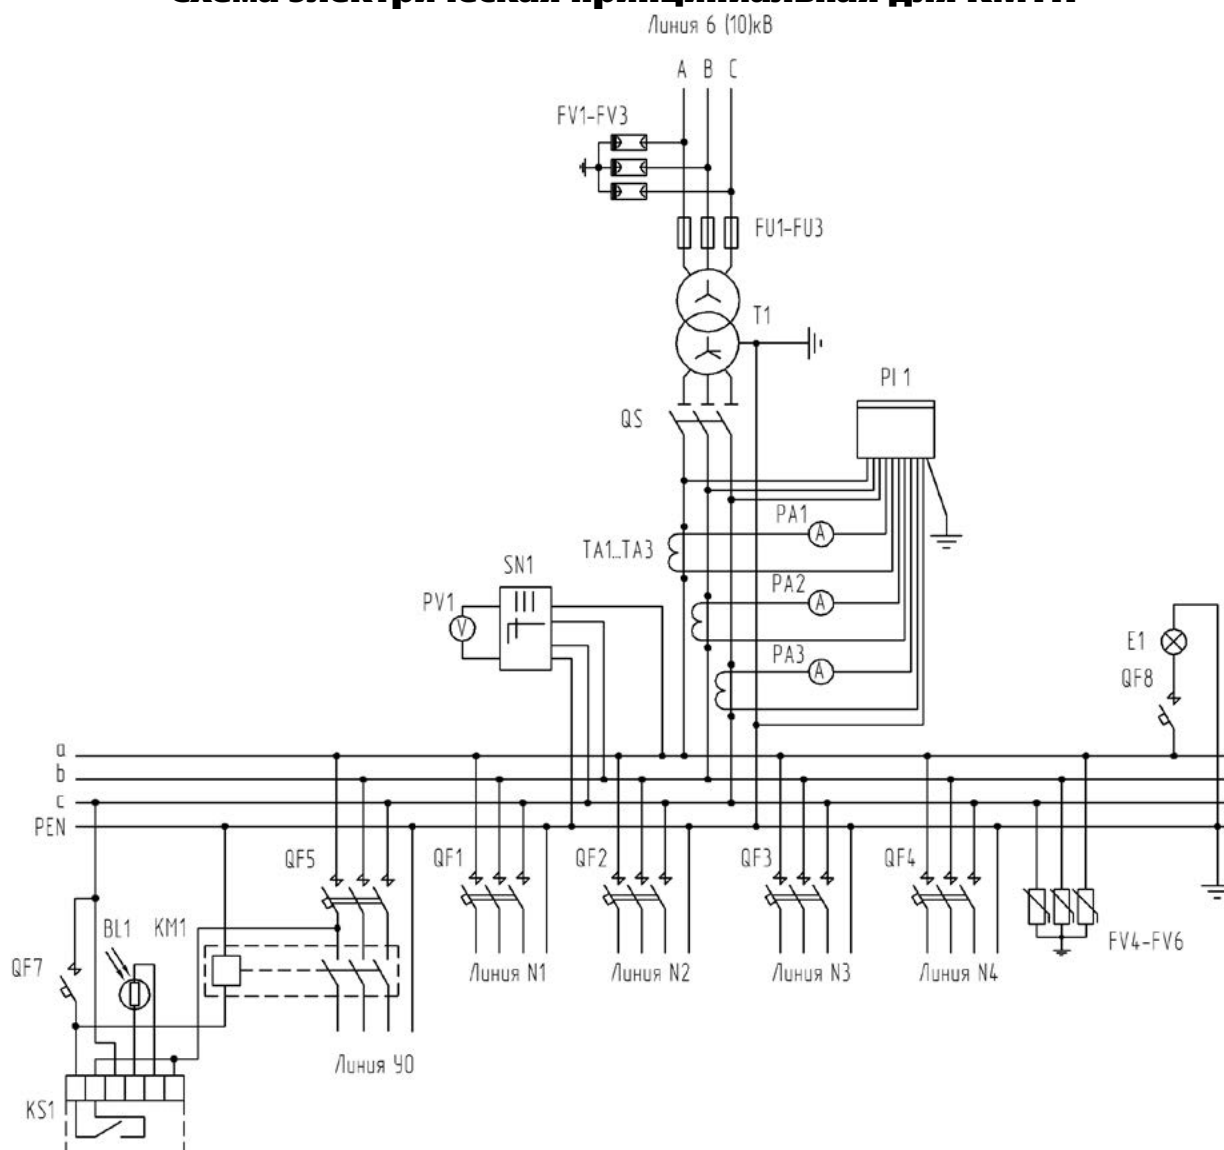 Линия 6 (10)кВ
A B C
FV1-FV3
FU1-FU3
T1
PI 1
QS
PA1
TA1...TA3
SN1
PA2
PV1
V
A
A
PA3
A
E1
QF8
a
b
c
PEN
QF5
QF1
QF2
QF3
QF4
BL1
KM1
FV4-FV6
QF7
Линия N1
Линия N2
Линия N3
Линия N4
Линия УО
KS1